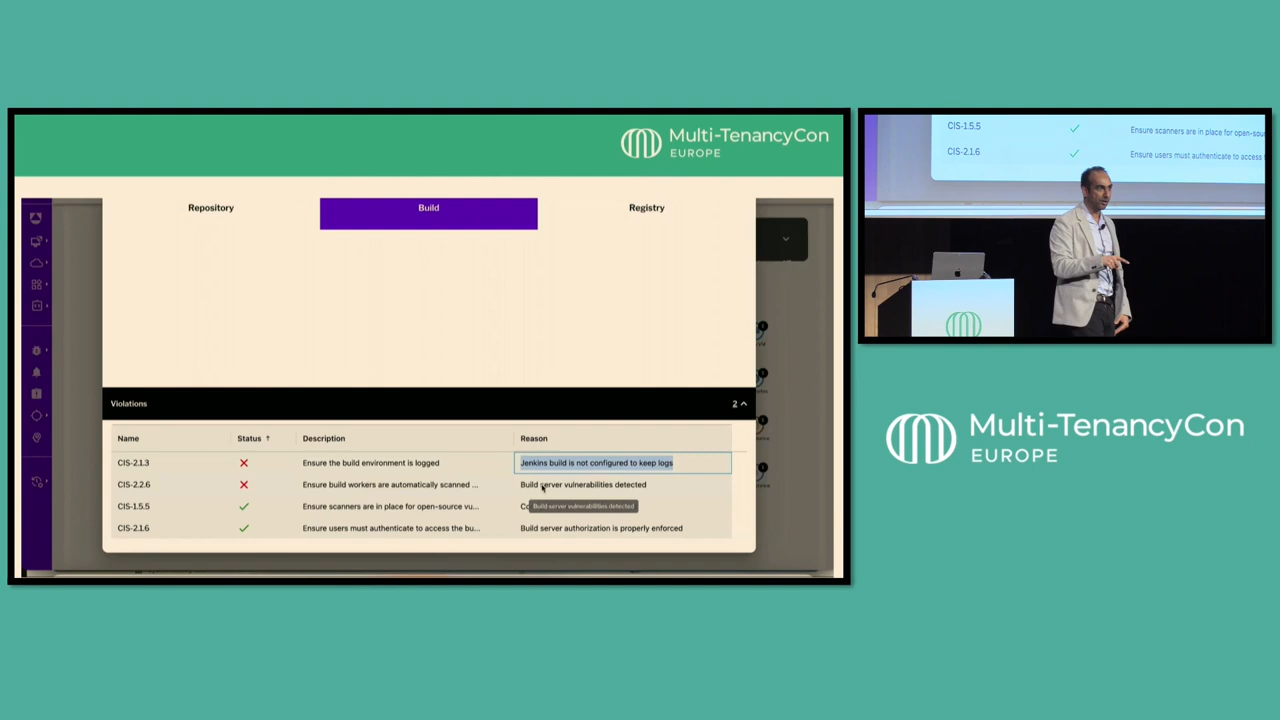 Multi-TenancyCon
EUROPE
Repository
Build
Registry
Violations
2
Name Status ↑ Description Reason
CIS-2.1.3 Ensure the build environment is logged Jenkins build is not configured to keep logs
CIS-2.2.6 Ensure build workers are automatically scanned ... Build server vulnerabilities detected
CIS-1.5.5 Ensure scanners are in place for open-source vu... Co
Build server vulnerabilities detected
CIS-2.1.6 Ensure users must authenticate to access the bu... Build server authorization is properly enforced
CIS-1.5.5 Ensure scanners are in place for open-sou
CIS-2.1.6 Ensure users must authenticate to access
Multi-TenancyCon
EUROPE